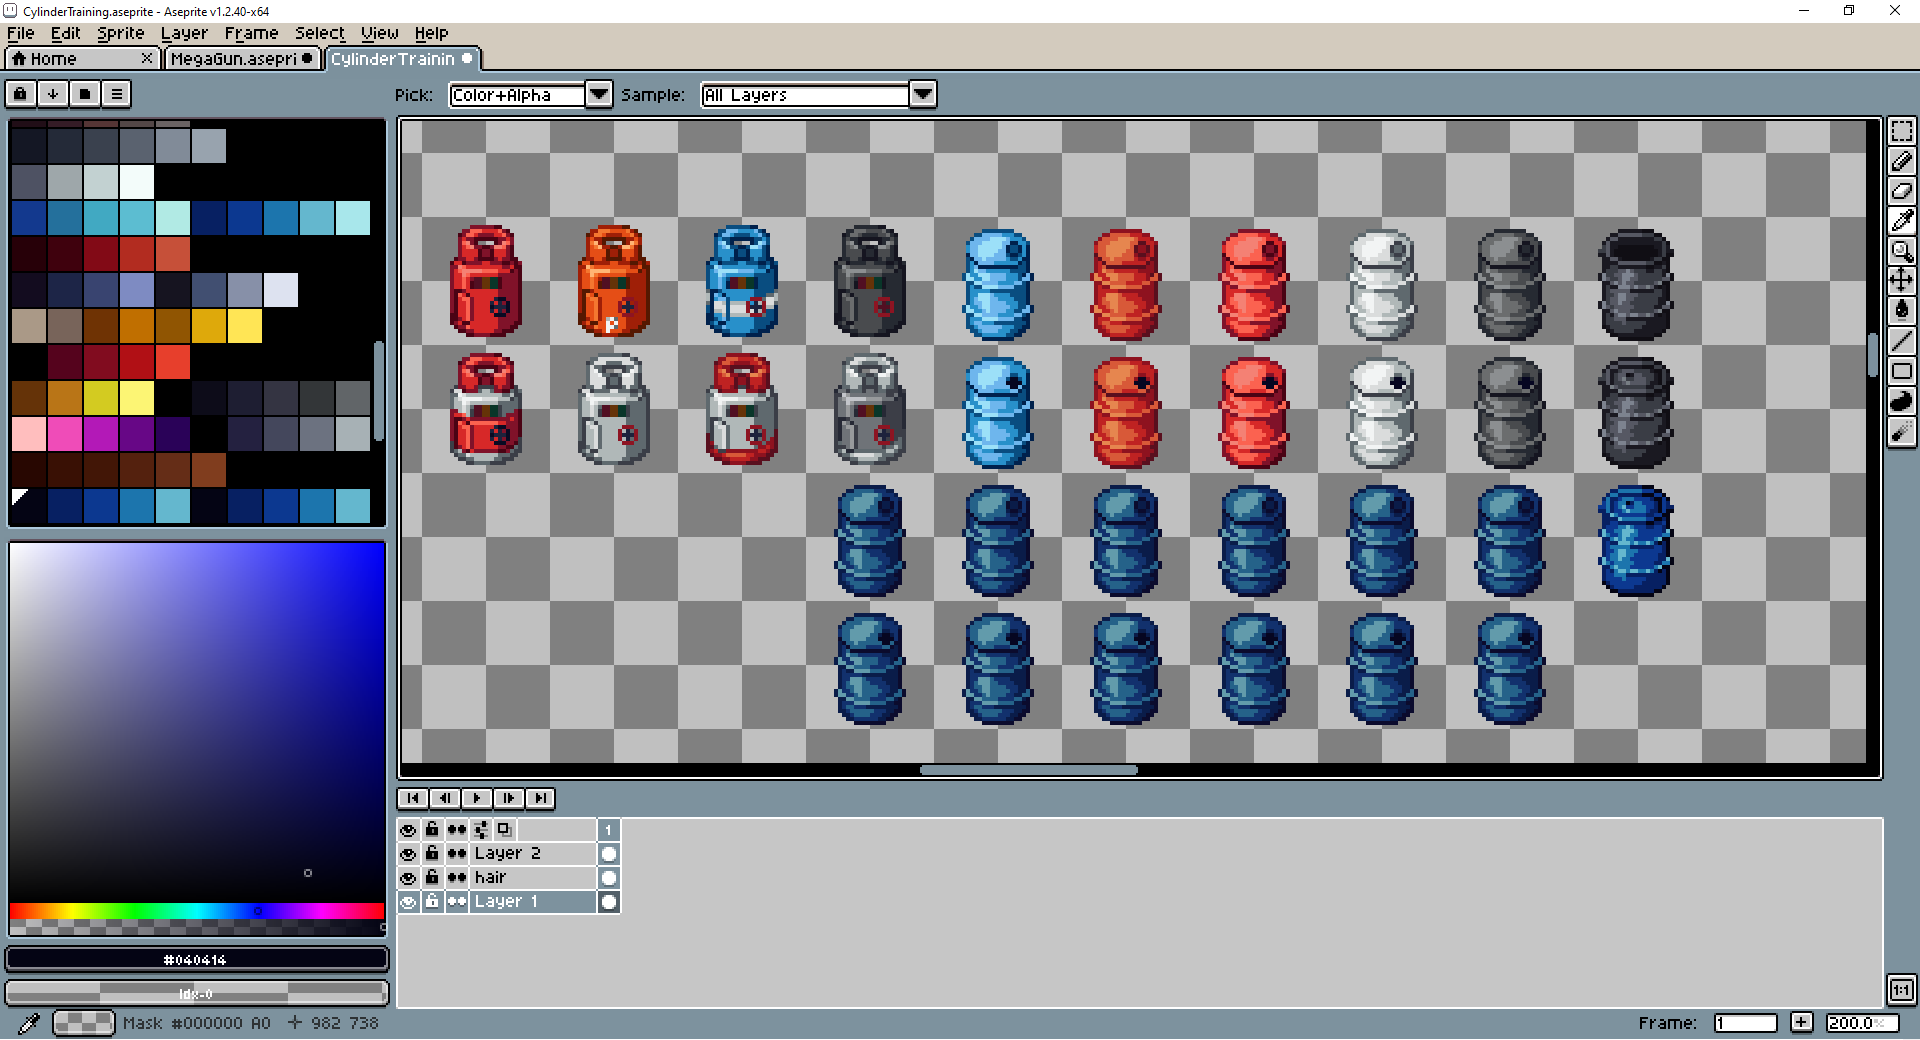 CylinderTraining.aseprite - Aseprite v1.2.40-x64
File Edit Sprite Layer Frame Select View Help
Home MegaGun.asepri CylinderTrainin
Pick: Color+Alpha Sample: All Layers
P
1
Layer 2
hair
Layer 1
#040414
Idx-0
1:1
Mask #000000 A0 982 738 Frame: 1 200.0%